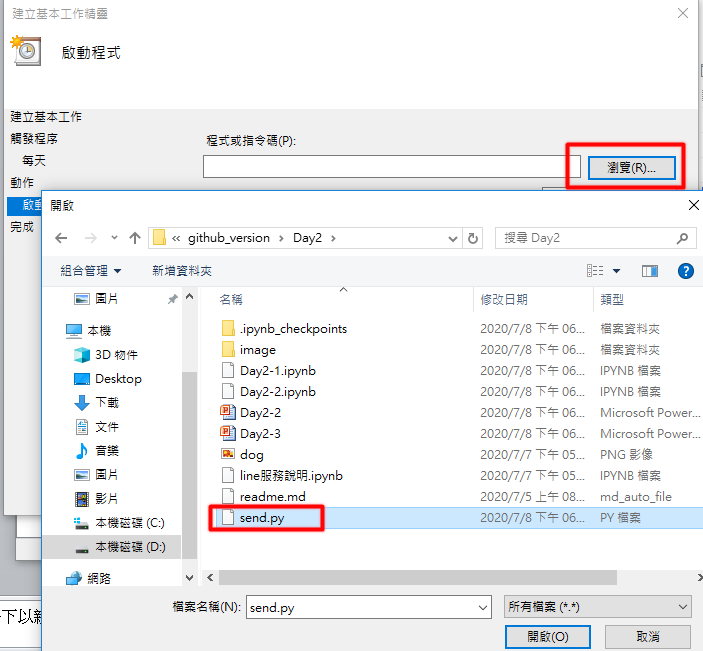 建立基本工作精靈
啟動程式
建立基本工作
觸發程序
每天
動作
啟動
完成
程式或指令碼(P):
瀏覽(R)...
開啟
« github_version › Day2 ›
搜尋 Day2
組合管理
新增資料夾
圖片
本機
3D 物件
Desktop
下載
文件
音樂
圖片
影片
本機磁碟 (C:)
本機磁碟 (D:)
網路
名稱 修改日期 類型
.ipynb_checkpoints 2020/7/8 下午 06... 檔案資料夾
image 2020/7/8 下午 06... 檔案資料夾
Day2-1.ipynb 2020/7/8 下午 06... IPYNB 檔案
Day2-2.ipynb 2020/7/8 下午 06... IPYNB 檔案
Day2-2 2020/7/8 下午 06... Microsoft Power...
Day2-3 2020/7/8 下午 06... Microsoft Power...
dog 2020/7/8 下午 05... PNG 影像
line服務說明.ipynb 2020/7/8 下午 05... IPYNB 檔案
readme.md 2020/7/5 上午 08... md_auto_file
send.py 2020/7/8 下午 06... PY 檔案
檔案名稱(N): send.py
所有檔案 (*.*)
開啟(O)
取消
下以